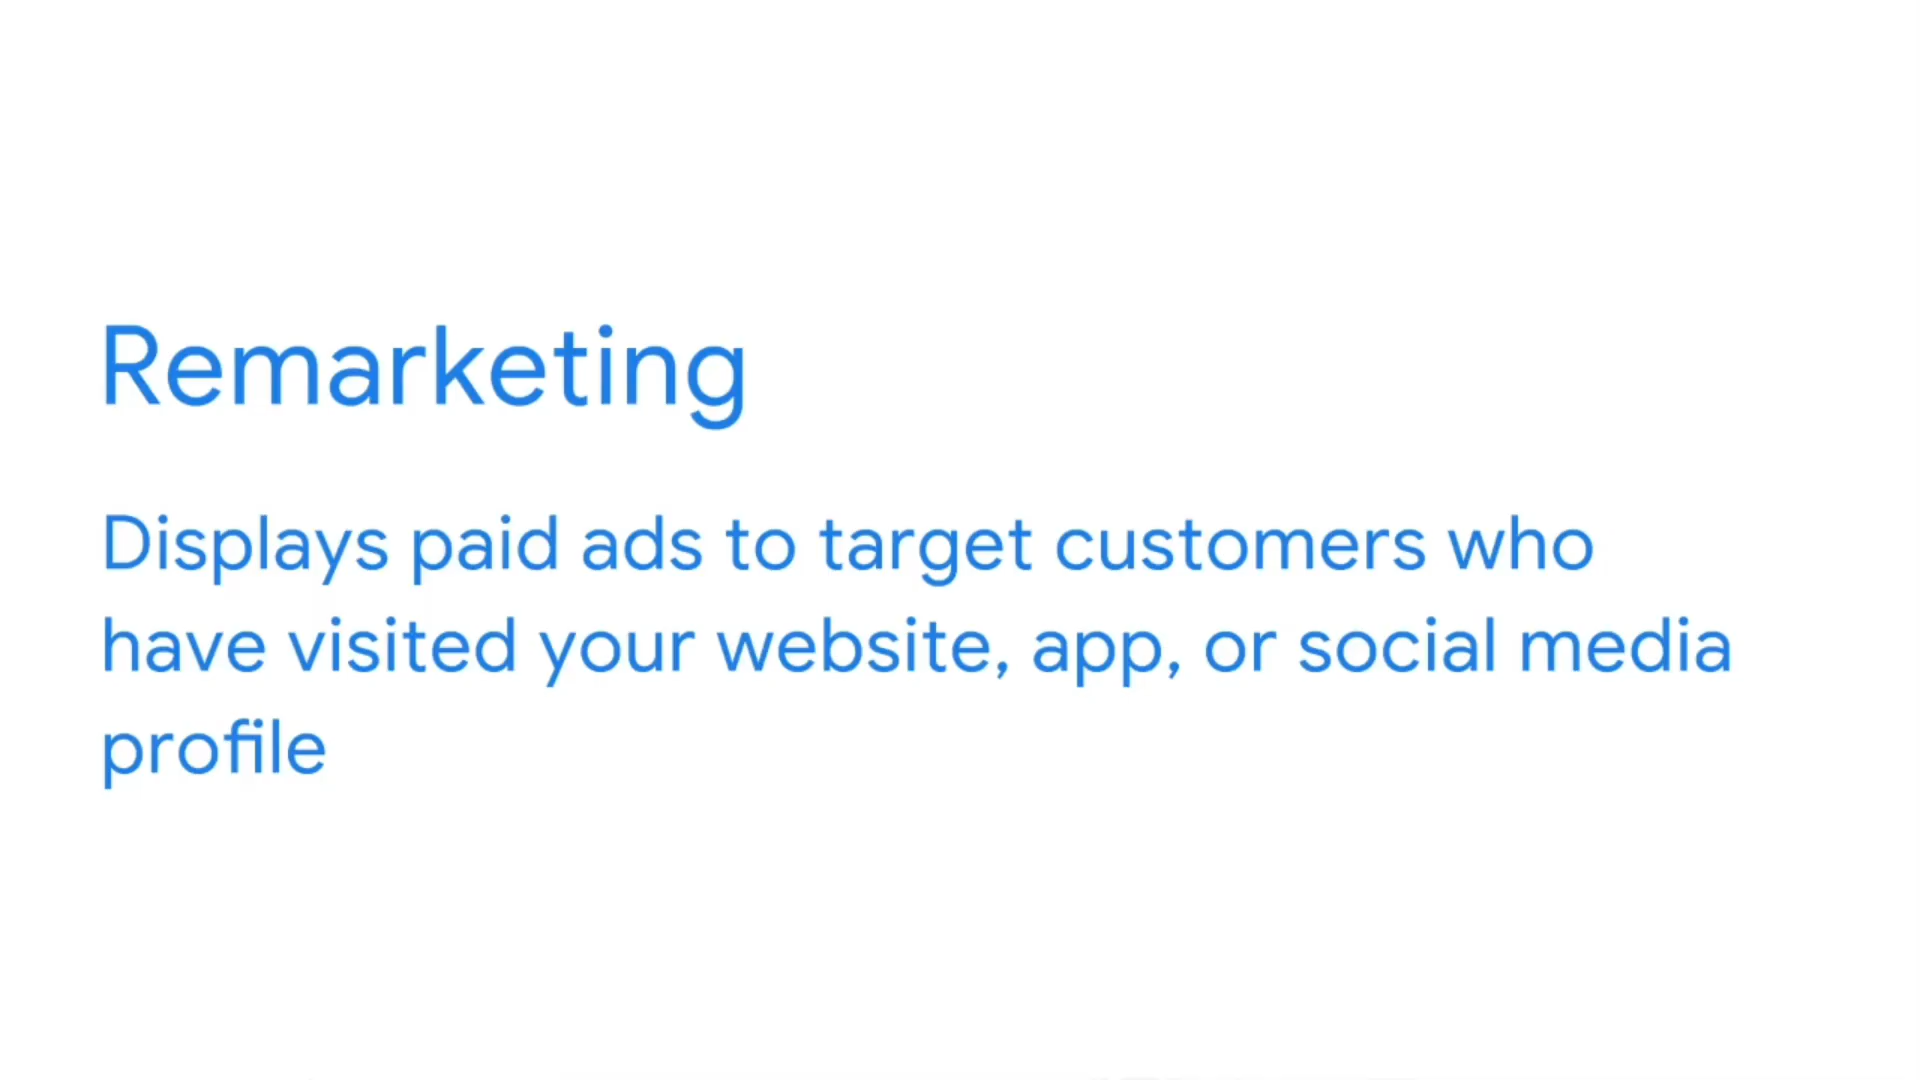 Remarketing
Displays paid ads to target customers who
have visited your website, app, or social media
profile